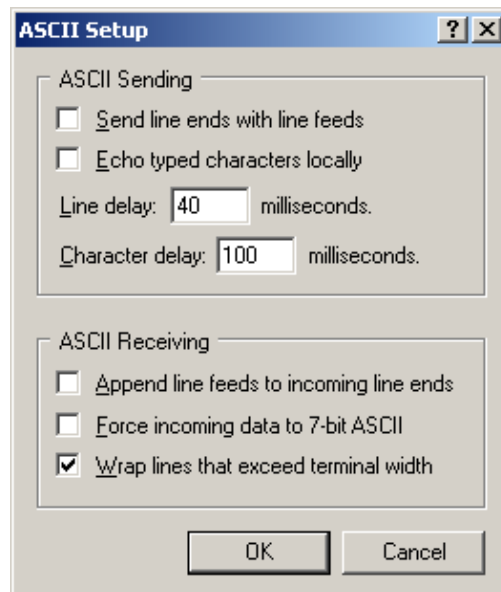 ASCII Setup
ASCII Sending
Send line ends with line feeds
Echo typed characters locally
Line delay: 40 milliseconds.
Character delay: 100 milliseconds.
ASCII Receiving
Append line feeds to incoming line ends
Force incoming data to 7-bit ASCII
Wrap lines that exceed terminal width
OK Cancel